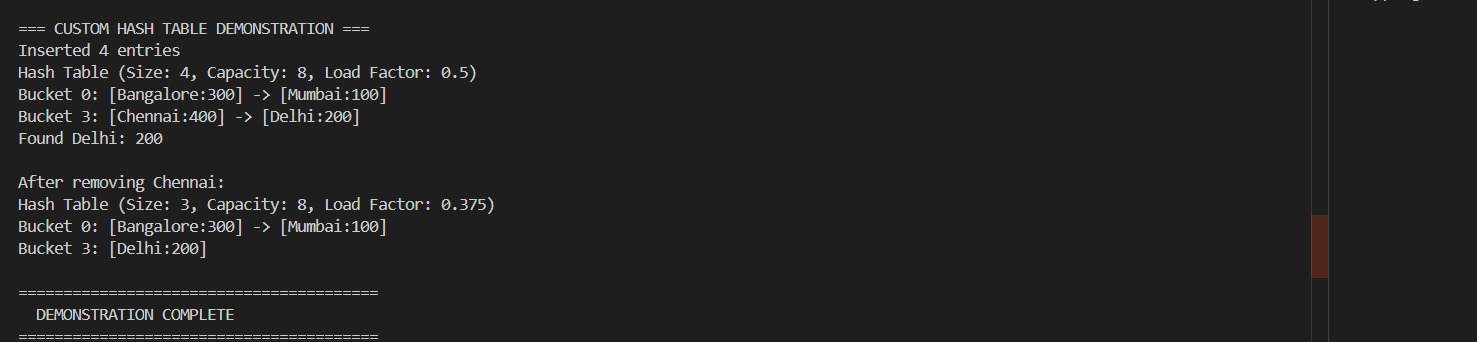 === CUSTOM HASH TABLE DEMONSTRATION ===
Inserted 4 entries
Hash Table (Size: 4, Capacity: 8, Load Factor: 0.5)
Bucket 0: [Bangalore:300] -> [Mumbai:100]
Bucket 3: [Chennai:400] -> [Delhi:200]
Found Delhi: 200
After removing Chennai:
Hash Table (Size: 3, Capacity: 8, Load Factor: 0.375)
Bucket 0: [Bangalore:300] -> [Mumbai:100]
Bucket 3: [Delhi:200]
========================================
DEMONSTRATION COMPLETE
========================================